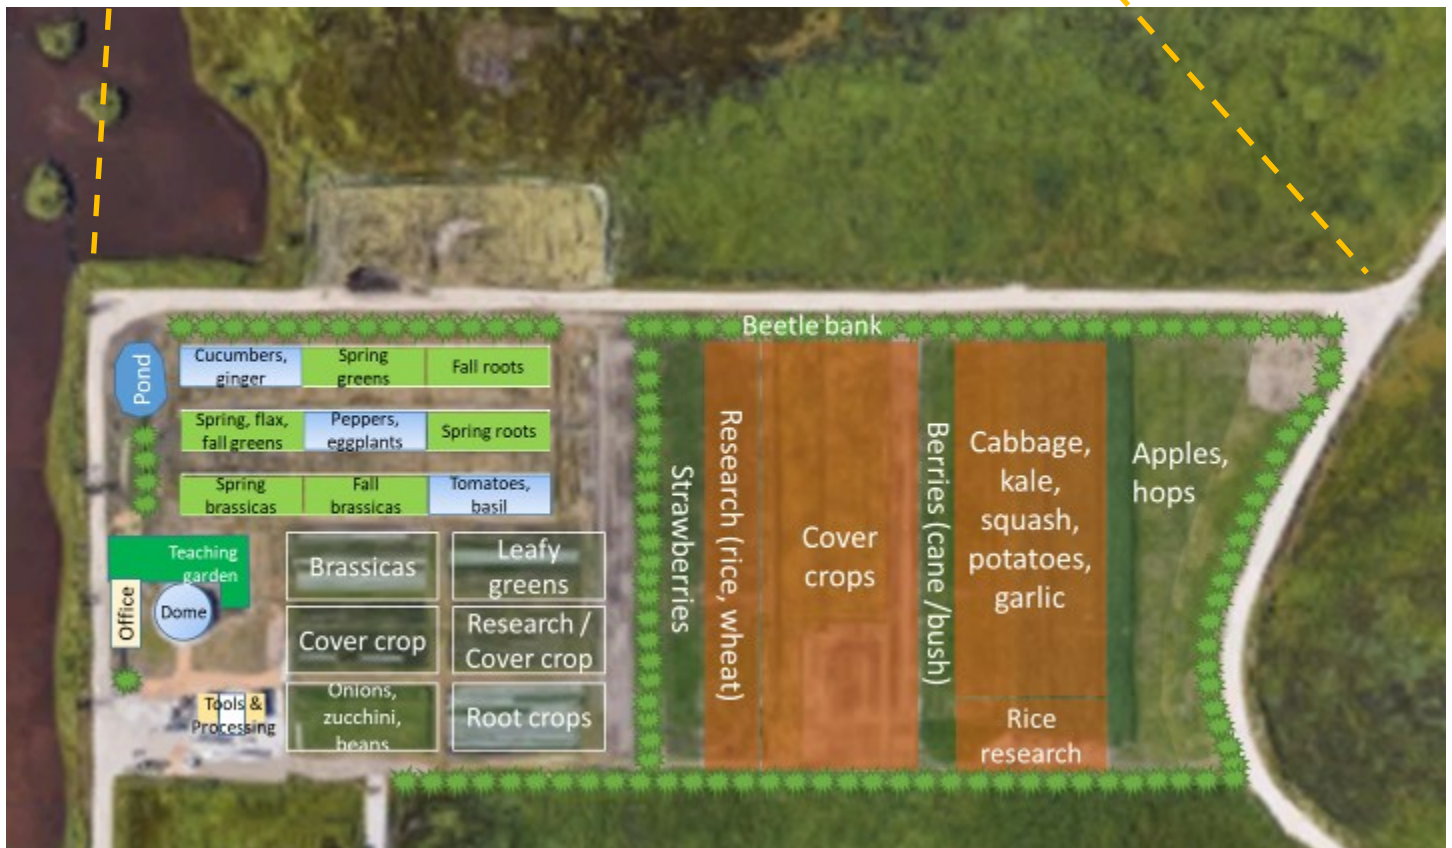 Beetle bank
Pond
Cucumbers,
ginger
Spring
greens
Fall roots
Spring, flax,
fall greens
Peppers,
eggplants
Spring roots
Spring
brassicas
Fall
brassicas
Tomatoes,
basil
Teaching
garden
Office
Dome
Tools &
Processing
Brassicas
Leafy
greens
Cover crop
Research /
Cover crop
Onions,
zucchini,
beans
Root crops
Strawberries
Research (rice, wheat)
Cover
crops
Berries (cane /bush)
Cabbage,
kale,
squash,
potatoes,
garlic
Rice
research
Apples,
hops